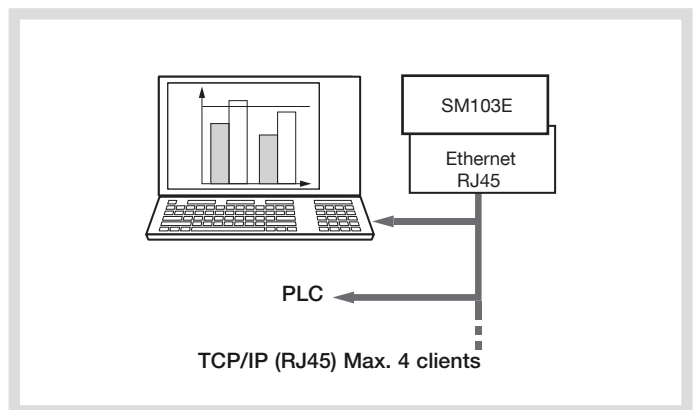 SM103E
Ethernet
RJ45
PLC
TCP/IP (RJ45) Max. 4 clients